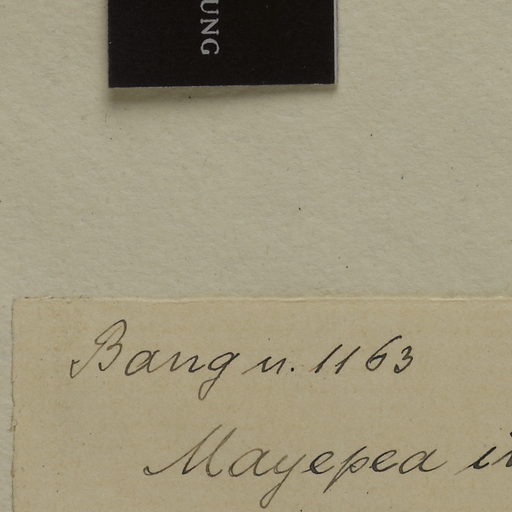 UNG
Bang n. 1163
Mayepea